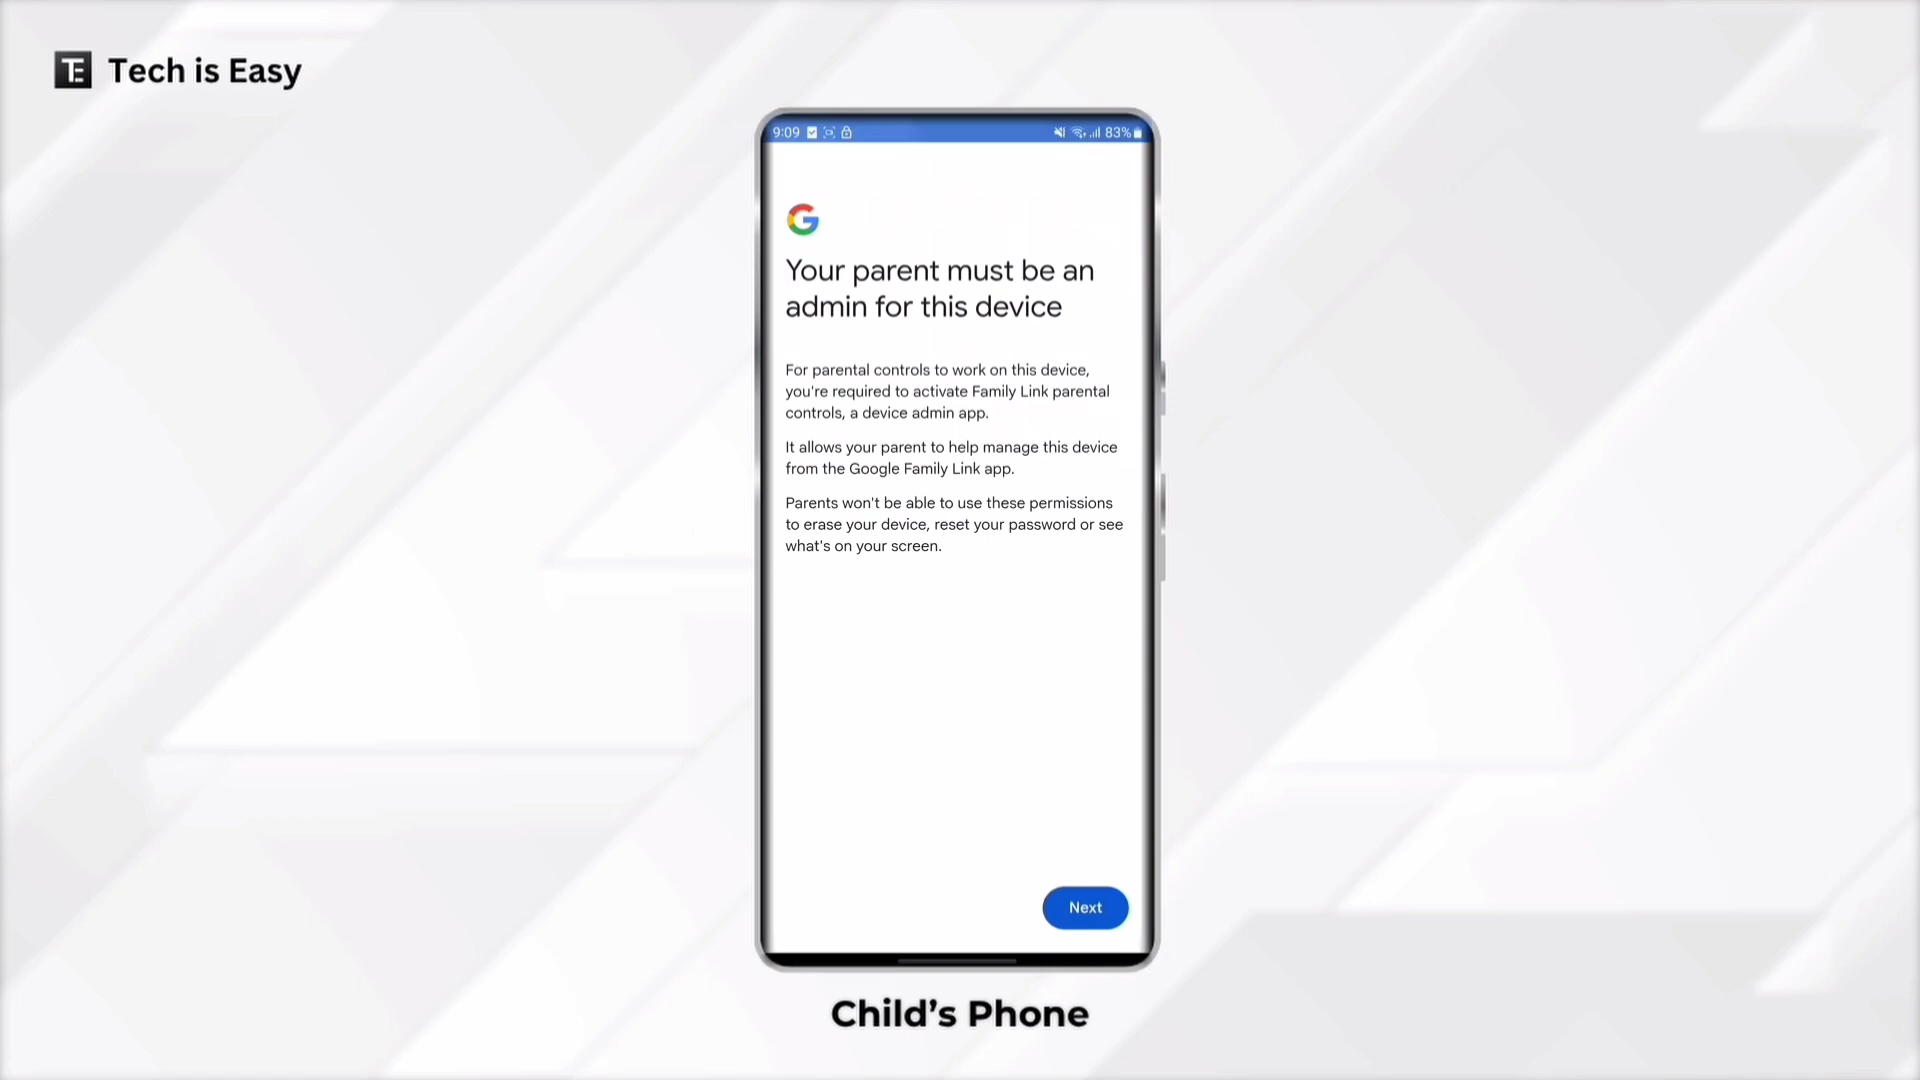 TE Tech is Easy
9:09 83%
G
Your parent must be an
admin for this device
For parental controls to work on this device,
you're required to activate Family Link parental
controls, a device admin app.
It allows your parent to help manage this device
from the Google Family Link app.
Parents won't be able to use these permissions
to erase your device, reset your password or see
what's on your screen.
Next
Child’s Phone